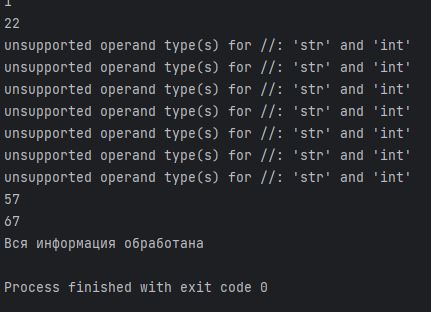 1
22
unsupported operand type(s) for //: 'str' and 'int'
unsupported operand type(s) for //: 'str' and 'int'
unsupported operand type(s) for //: 'str' and 'int'
unsupported operand type(s) for //: 'str' and 'int'
unsupported operand type(s) for //: 'str' and 'int'
unsupported operand type(s) for //: 'str' and 'int'
unsupported operand type(s) for //: 'str' and 'int'
57
67
Вся информация обработана
Process finished with exit code 0